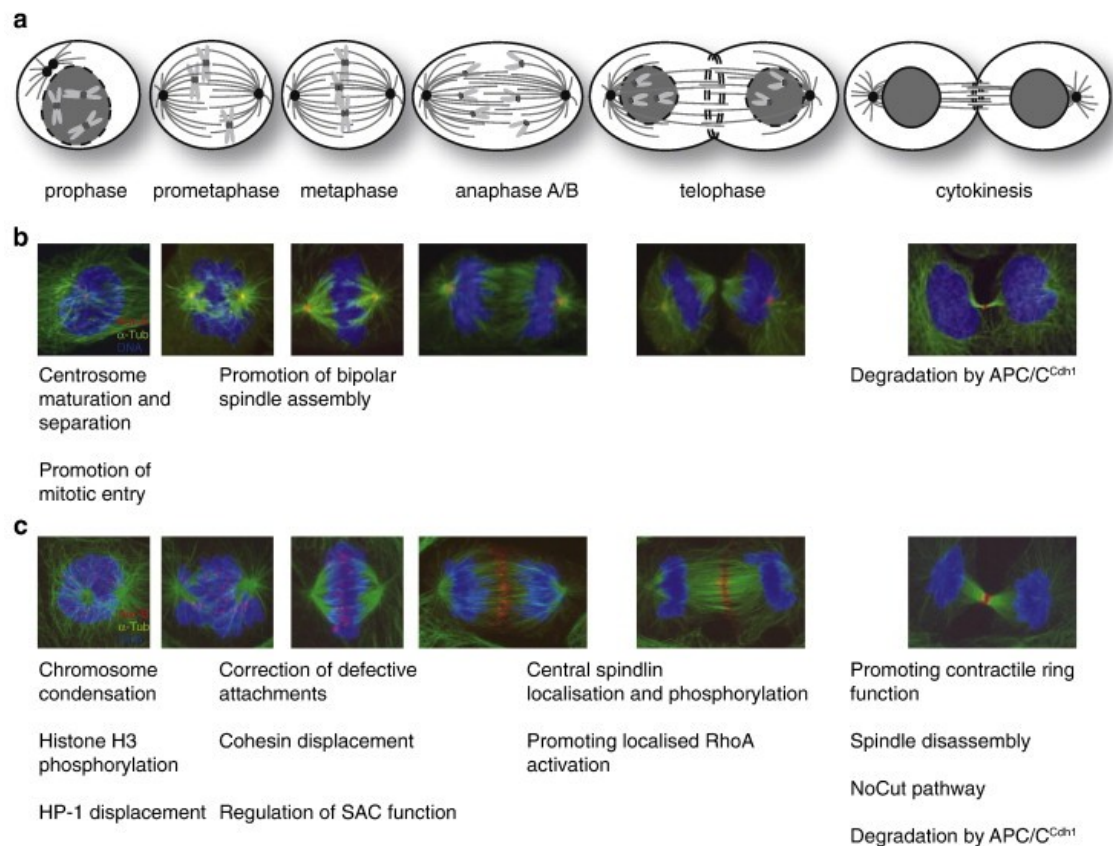 a
prophase prometaphase metaphase anaphase A/B telophase cytokinesis
b
α-Tub
DNA
Centrosome
maturation and
separation
Promotion of
mitotic entry
Promotion of bipolar
spindle assembly
Degradation by APC/C^Cdh1
c
α-Tub
Chromosome
condensation
Histone H3
phosphorylation
HP-1 displacement
Correction of defective
attachments
Cohesin displacement
Regulation of SAC function
Central spindlin
localisation and phosphorylation
Promoting localised RhoA
activation
Promoting contractile ring
function
Spindle disassembly
NoCut pathway
Degradation by APC/C^Cdh1